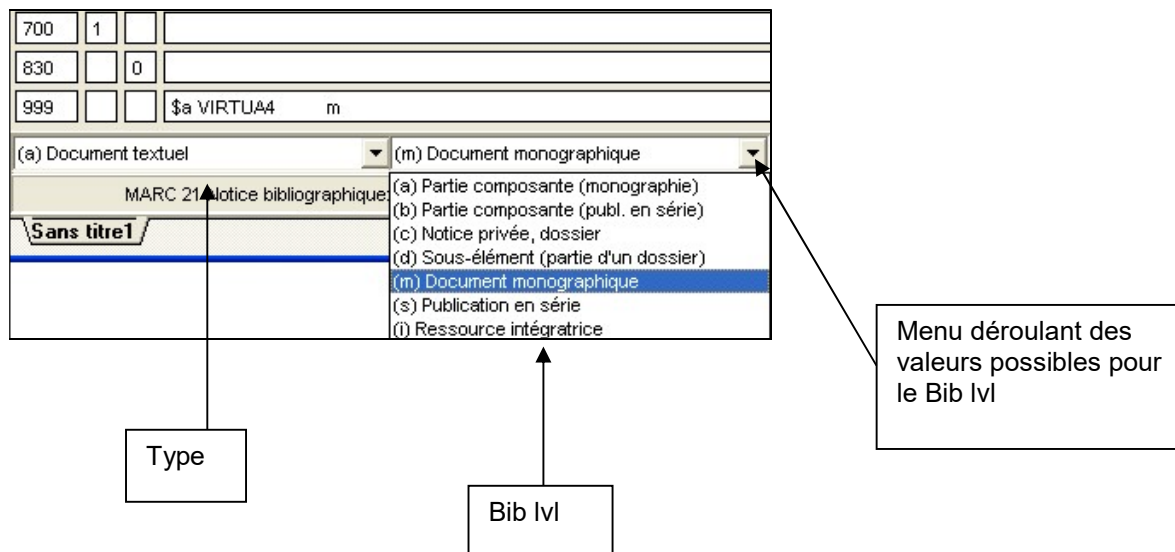 700 1
830 0
999 $a VIRTUA4 m
(a) Document textuel (m) Document monographique
MARC 21 Notice bibliographique:
(a) Partie composante (monographie)
(b) Partie composante (publ. en série)
(c) Notice privée, dossier
Sans titre1
(d) Sous-élément (partie d'un dossier)
(m) Document monographique
(s) Publication en série
(i) Ressource intégratrice
Menu déroulant des
valeurs possibles pour
le Bib lvl
Type
Bib lvl